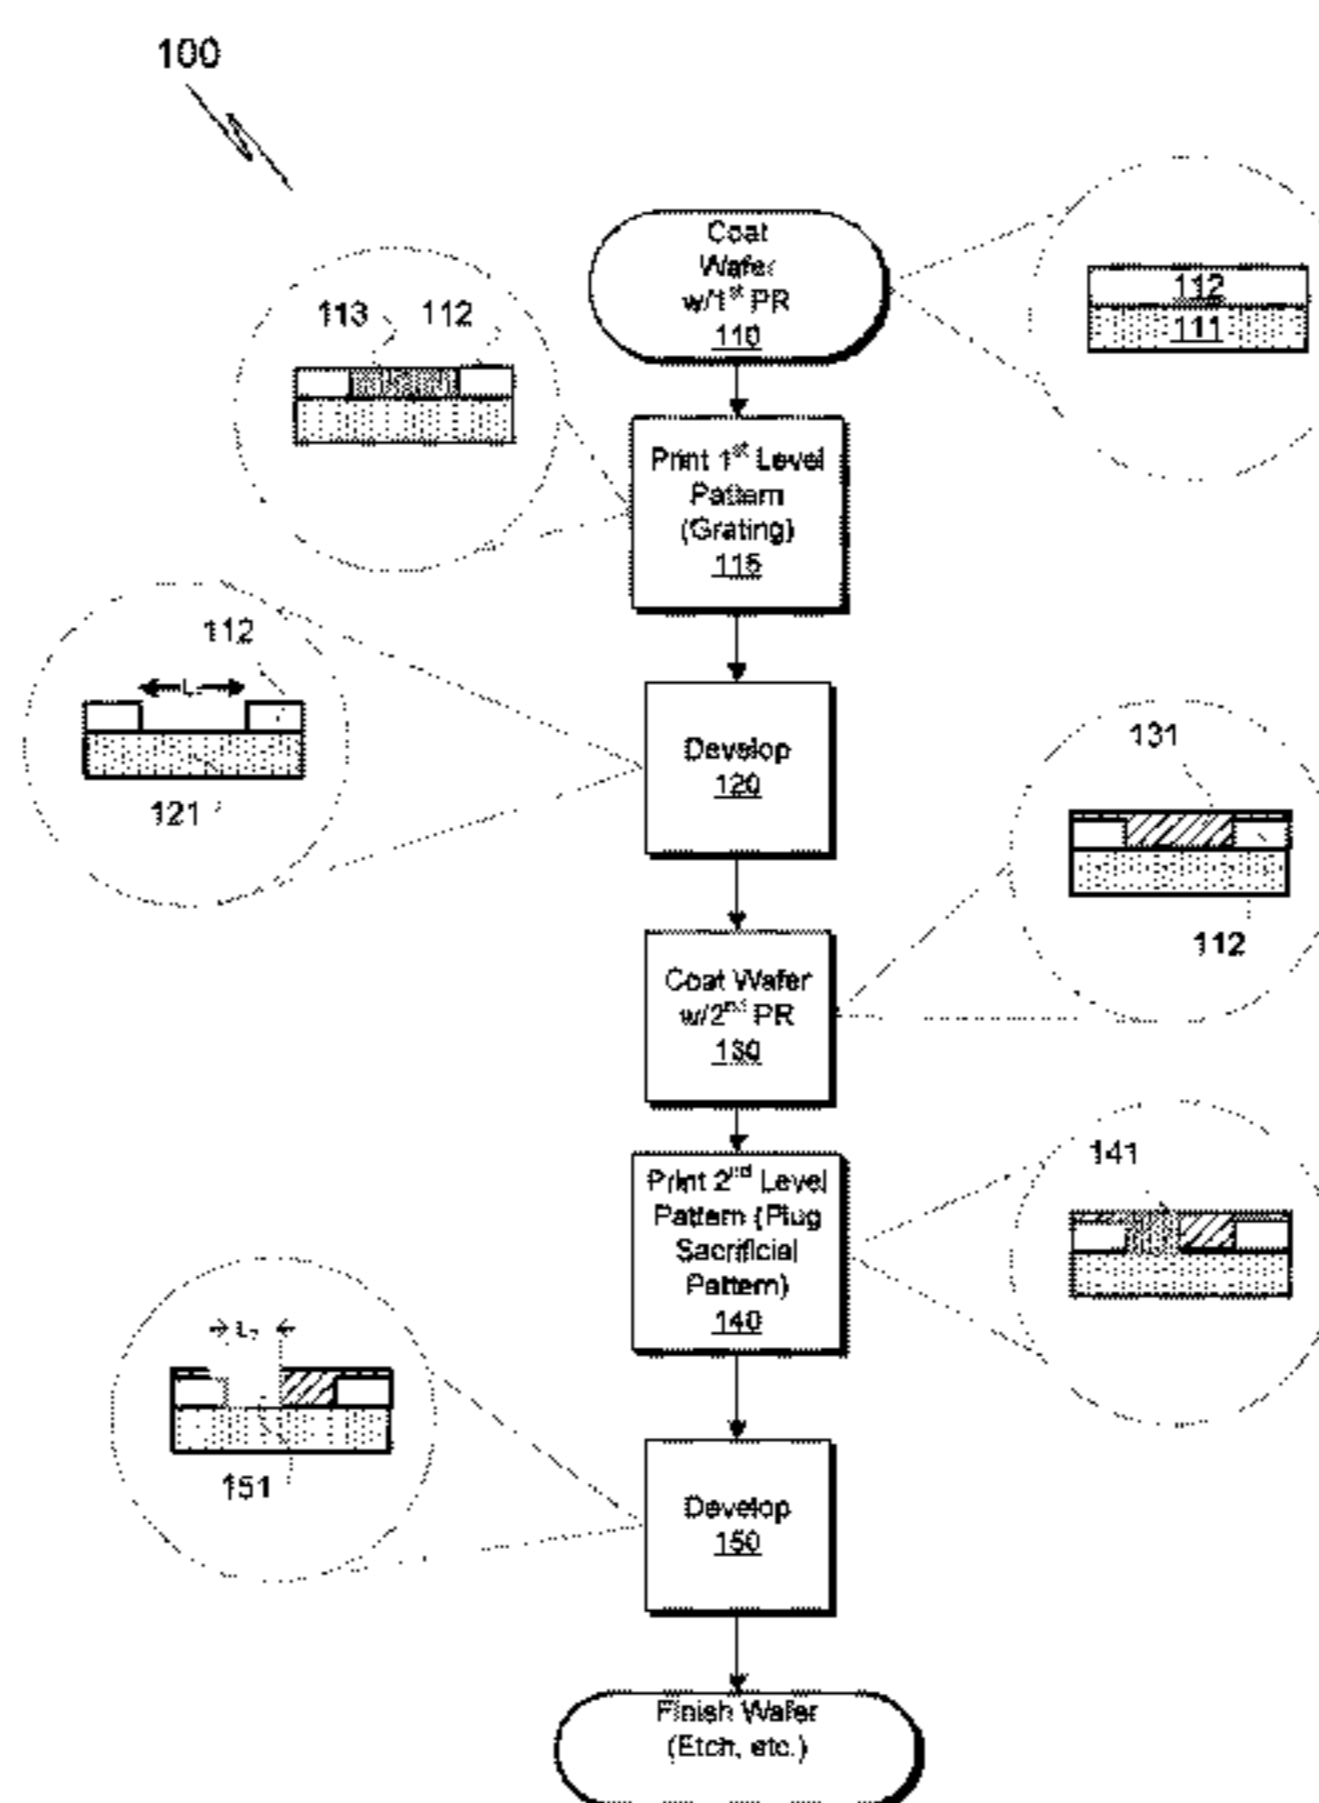 100
Coat
Wafer
w/1st PR
110
112
111
113 112
Print 1st Level
Pattern
(Grating)
115
112
L
121
Develop
120
131
112
Coat Wafer
w/2nd PR
130
141
Print 2nd Level
Pattern (Plug
Sacrificial
Pattern)
140
151
Develop
150
Finish Wafer
(Etch, etc.)